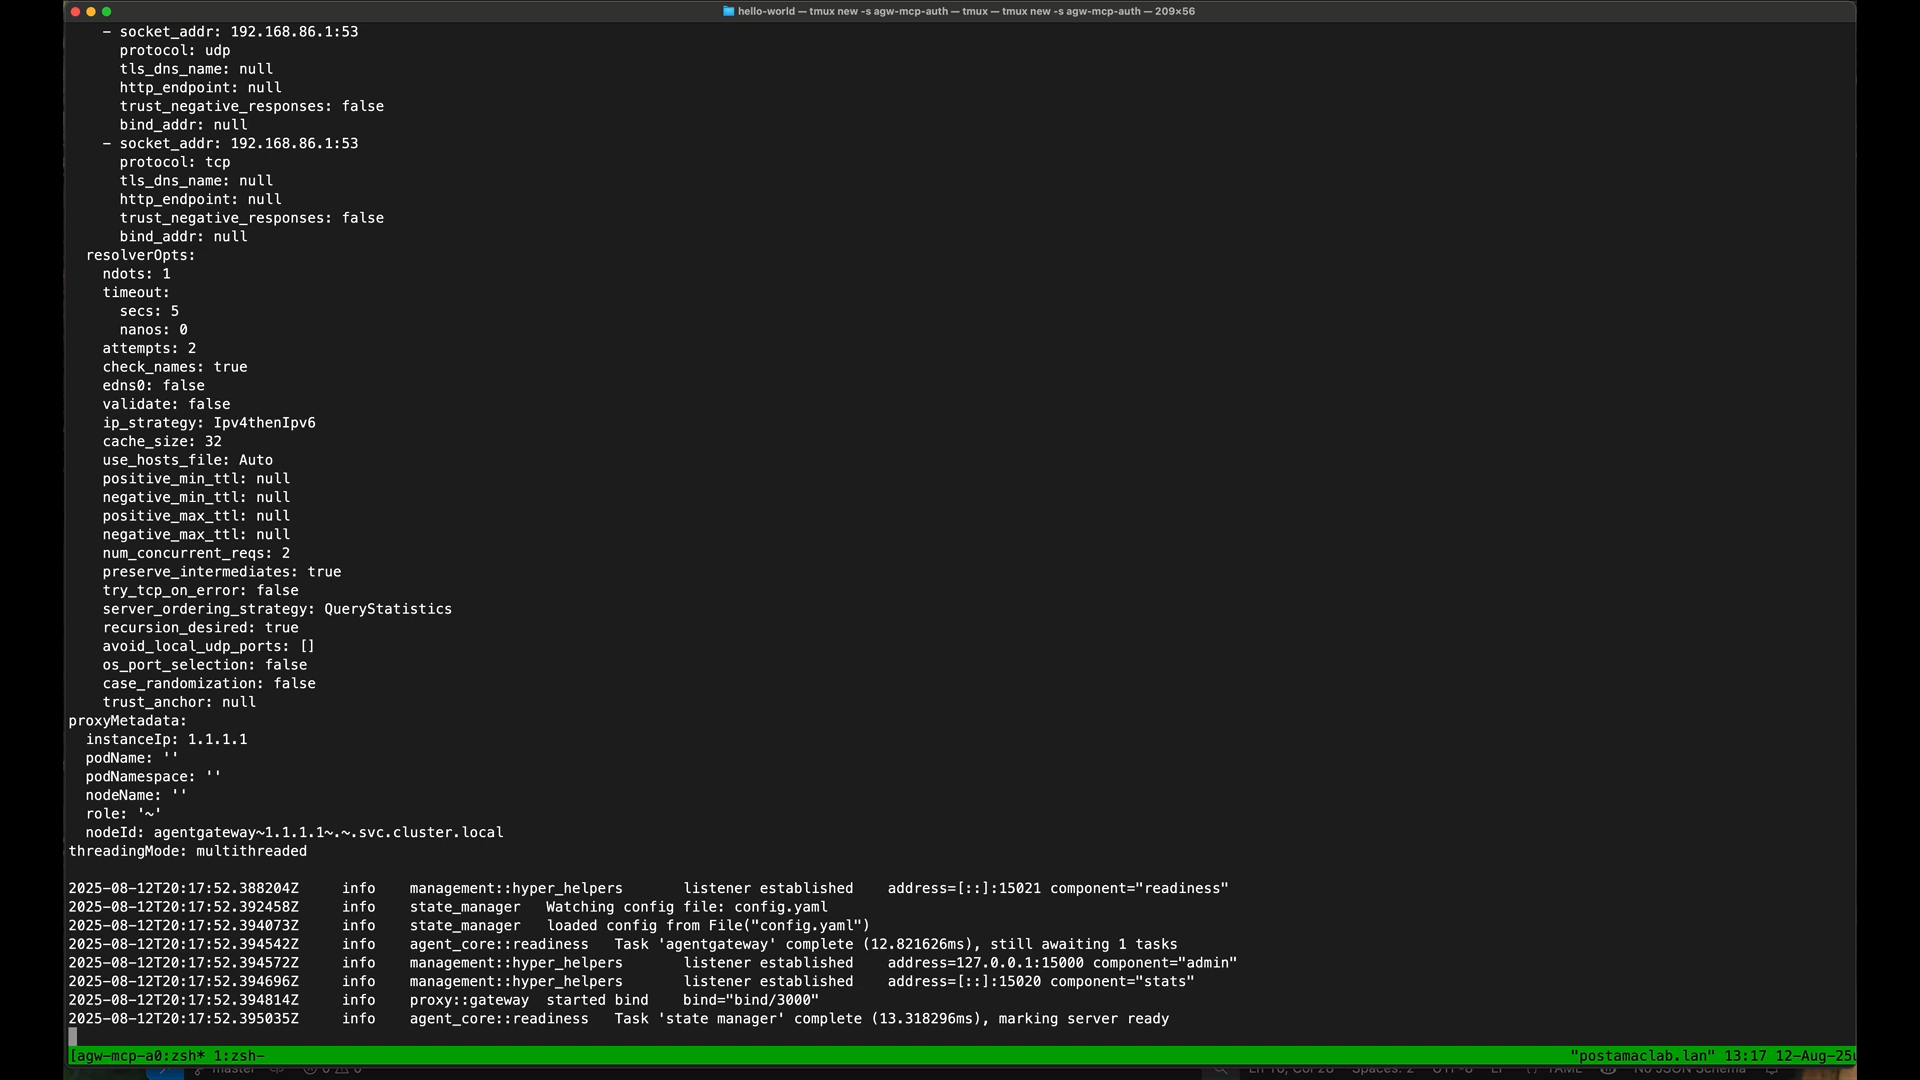 hello-world — tmux new -s agw-mcp-auth — tmux — tmux new -s agw-mcp-auth — 209×56
- socket_addr: 192.168.86.1:53
protocol: udp
tls_dns_name: null
http_endpoint: null
trust_negative_responses: false
bind_addr: null
- socket_addr: 192.168.86.1:53
protocol: tcp
tls_dns_name: null
http_endpoint: null
trust_negative_responses: false
bind_addr: null
resolverOpts:
ndots: 1
timeout:
secs: 5
nanos: 0
attempts: 2
check_names: true
edns0: false
validate: false
ip_strategy: Ipv4thenIpv6
cache_size: 32
use_hosts_file: Auto
positive_min_ttl: null
negative_min_ttl: null
positive_max_ttl: null
negative_max_ttl: null
num_concurrent_reqs: 2
preserve_intermediates: true
try_tcp_on_error: false
server_ordering_strategy: QueryStatistics
recursion_desired: true
avoid_local_udp_ports: []
os_port_selection: false
case_randomization: false
trust_anchor: null
proxyMetadata:
instanceIp: 1.1.1.1
podName: ''
podNamespace: ''
nodeName: ''
role: '~'
nodeId: agentgateway~1.1.1.1~.~.svc.cluster.local
threadingMode: multithreaded
2025-08-12T20:17:52.388204Z info management::hyper_helpers listener established address=[::]:15021 component="readiness"
2025-08-12T20:17:52.392458Z info state_manager Watching config file: config.yaml
2025-08-12T20:17:52.394073Z info state_manager loaded config from File("config.yaml")
2025-08-12T20:17:52.394542Z info agent_core::readiness Task 'agentgateway' complete (12.821626ms), still awaiting 1 tasks
2025-08-12T20:17:52.394572Z info management::hyper_helpers listener established address=127.0.0.1:15000 component="admin"
2025-08-12T20:17:52.394696Z info management::hyper_helpers listener established address=[::]:15020 component="stats"
2025-08-12T20:17:52.394814Z info proxy::gateway started bind bind="bind/3000"
2025-08-12T20:17:52.395035Z info agent_core::readiness Task 'state manager' complete (13.318296ms), marking server ready
[agw-mcp-a0:zsh* 1:zsh- "postamaclab.lan" 13:17 12-Aug-25
master Spaces: 2 YAML No JSON Schema